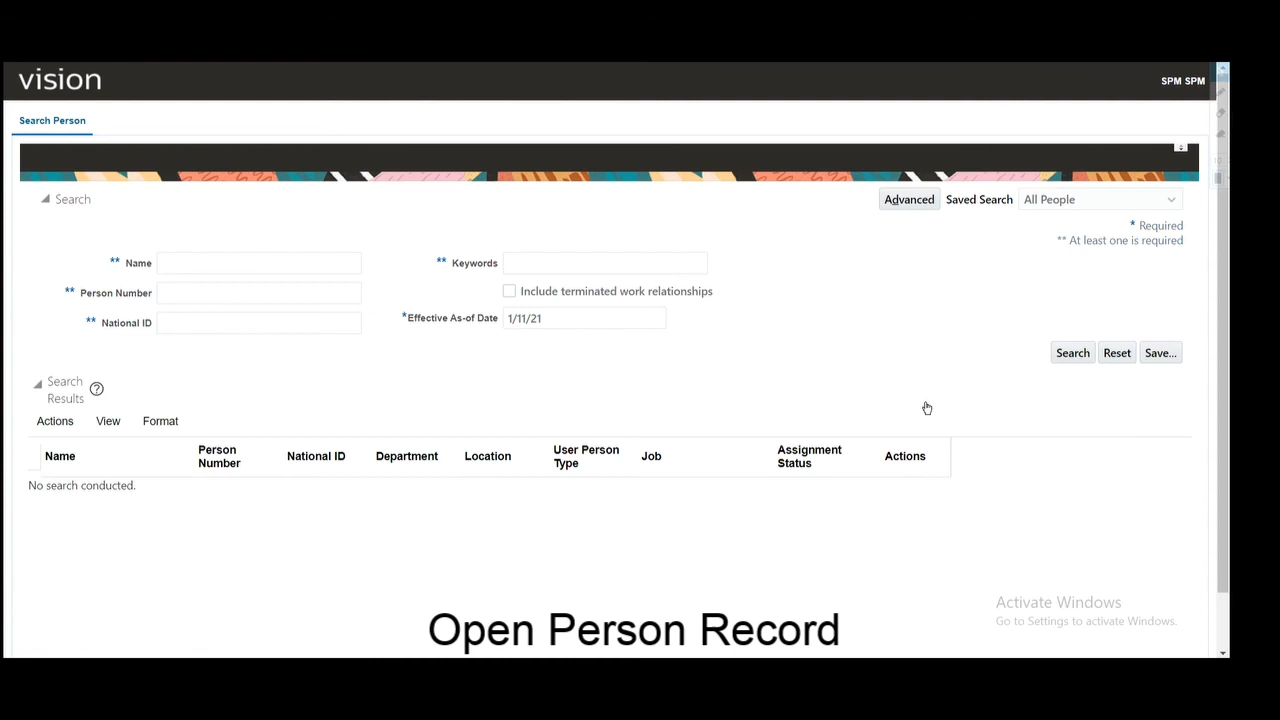 vision
SPM SPM
Search Person
Search
Advanced Saved Search All People
* Required
** At least one is required
** Name
** Keywords
** Person Number
Include terminated work relationships
** National ID
*Effective As-of Date 1/11/21
Search Reset Save...
Search
Results
Actions View Format
Name Person Number National ID Department Location User Person Type Job Assignment Status Actions
No search conducted.
Activate Windows
Go to Settings to activate Windows.
Open Person Record